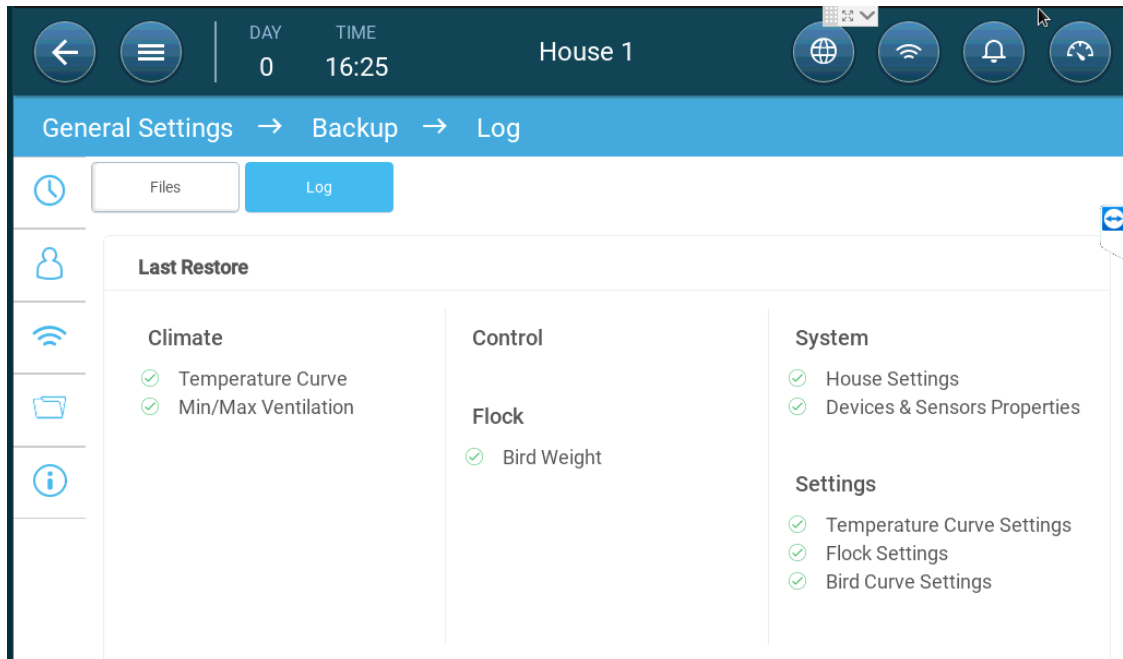 DAY
0
TIME
16:25
House 1
General Settings → Backup → Log
Files
Log
Last Restore
Climate
Temperature Curve
Min/Max Ventilation
Control
Flock
Bird Weight
System
House Settings
Devices & Sensors Properties
Settings
Temperature Curve Settings
Flock Settings
Bird Curve Settings